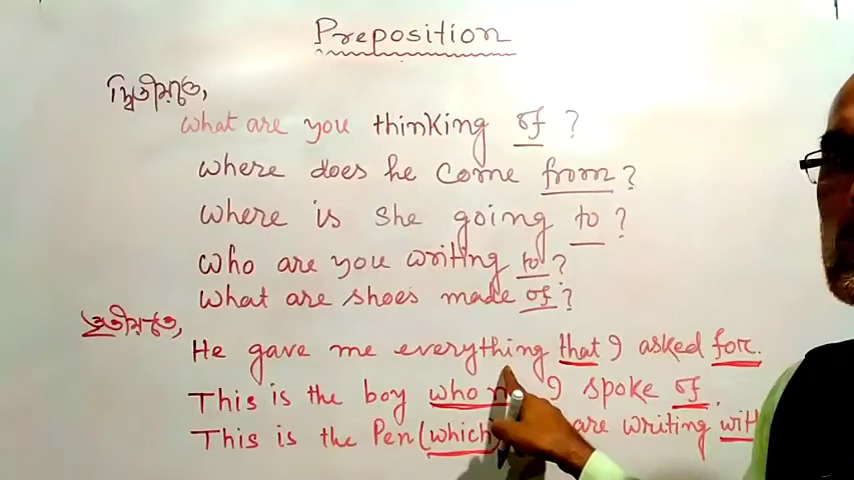 Preposition
দ্বিতীয়তে,
what are you thinking of ?
where does he come from ?
where is she going to ?
who are you writing to ?
what are shoes made of ?
তৃতীয়তে,
He gave me everything that I asked for.
This is the boy whom I spoke of.
This is the Pen (which) are writing with